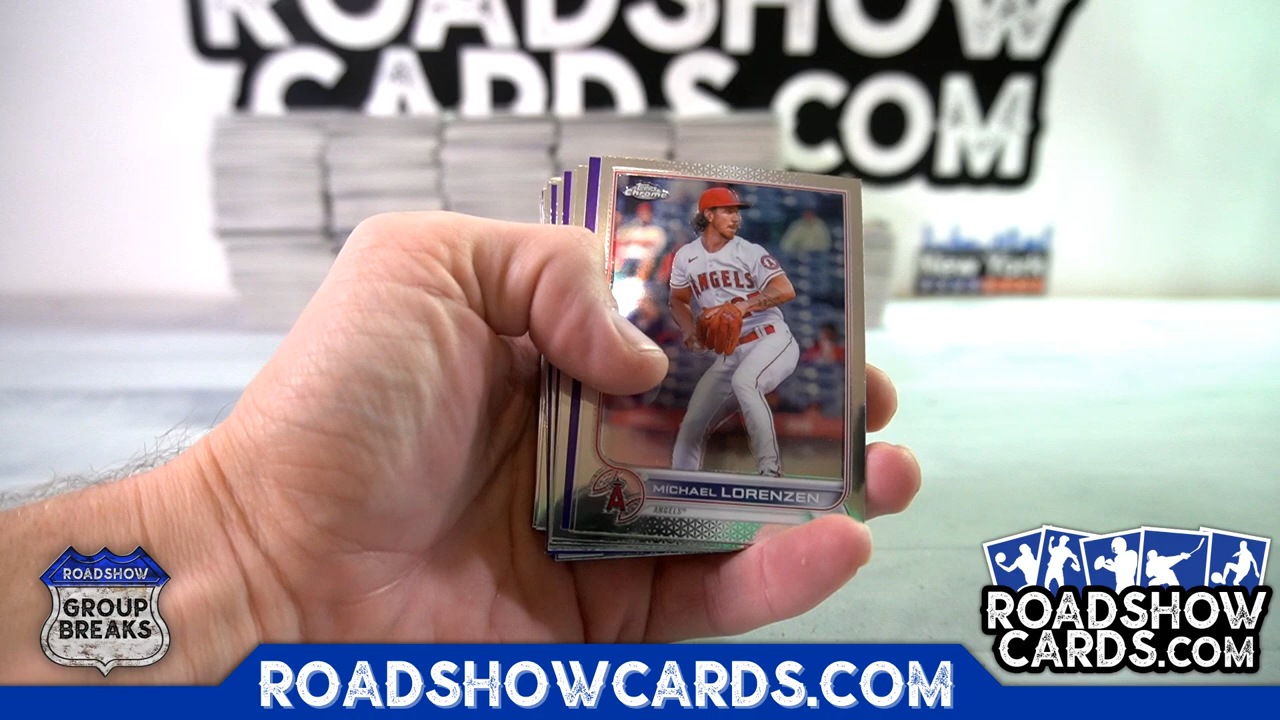 ROADSHOW
CARDS.COM
Topps
Chrome
New York
ANGELS
A
MICHAEL LORENZEN
ANGELS
ROADSHOW
GROUP
BREAKS
ROADSHOW
CARDS.COM
ROADSHOWCARDS.COM